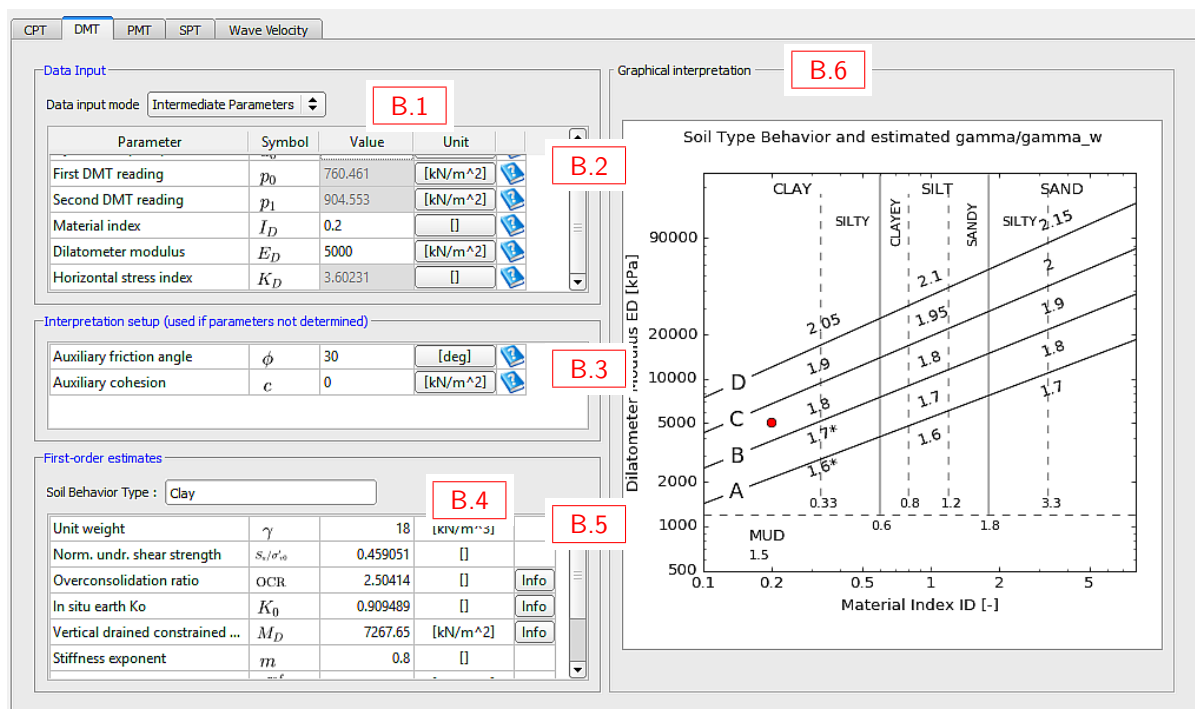 CPT DMT PMT SPT Wave Velocity
Data Input
Data input mode Intermediate Parameters
B.1
Parameter Symbol Value Unit
B.2
First DMT reading p0 760.461 [kN/m^2]
Second DMT reading p1 904.553 [kN/m^2]
Material index ID 0.2 []
Dilatometer modulus ED 5000 [kN/m^2]
Horizontal stress index KD 3.60231 []
Interpretation setup (used if parameters not determined)
Auxiliary friction angle ϕ 30 [deg]
Auxiliary cohesion c 0 [kN/m^2]
B.3
First-order estimates
Soil Behavior Type : Clay
B.4
B.5
Unit weight γ 18 [kN/m^3]
Norm. undr. shear strength Su/σ'v0 0.459051 []
Overconsolidation ratio OCR 2.50414 [] Info
In situ earth Ko K0 0.909489 [] Info
Vertical drained constrained ... MD 7267.65 [kN/m^2] Info
Stiffness exponent m 0.8 []
Graphical interpretation
B.6
Soil Type Behavior and estimated gamma/gamma_w
CLAY SILT SAND
SILTY CLAYEY SANDY SILTY
2.05 2.1 2.15
1.9 1.95 2
1.8 1.8 1.9
1.7* 1.7 1.8
1.6* 1.6 1.7
D
C
B
A
0.33 0.8 1.2 3.3
0.6 1.8
MUD
1.5
90000
20000
10000
5000
2000
1000
500
0.1 0.2 0.5 1 2 5
Dilatometer Modulus ED [kPa]
Material Index ID [-]